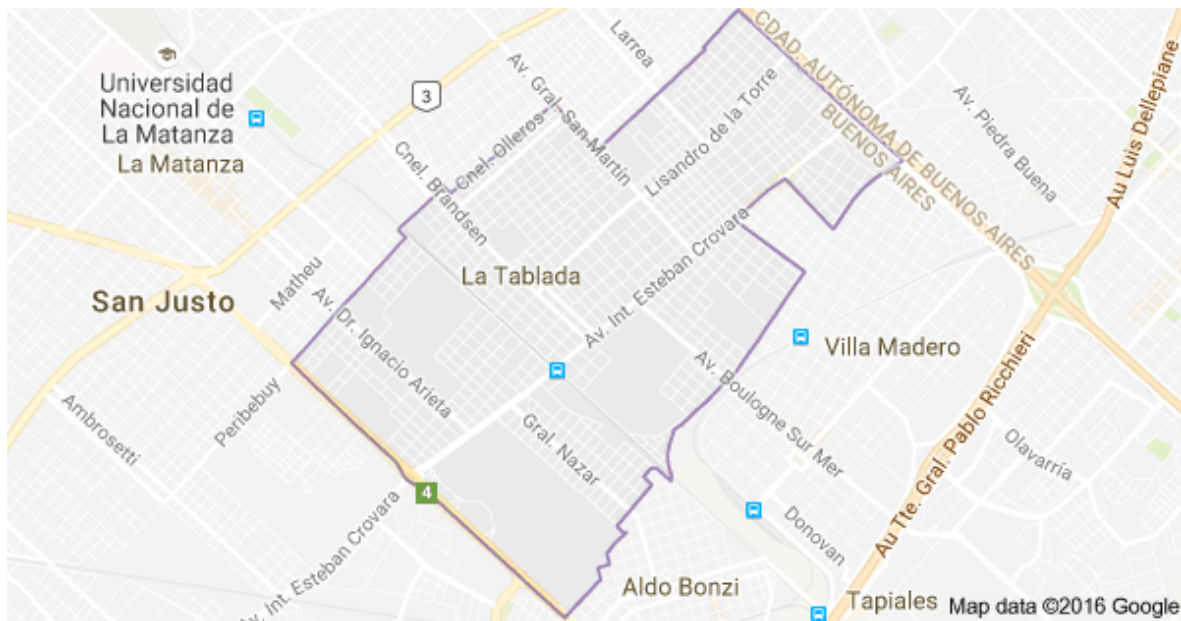 Universidad
Nacional de
La Matanza
La Matanza
3
Larrea
Av. Gral. San Martín
Lisandro de la Torre
CDAD. AUTÓNOMA DE BUENOS AIRES
BUENOS AIRES
Av. Piedra Buena
Au Luis Dellepiane
Cnel. Olleros
Cnel. Brandsen
La Tablada
Av. Int. Esteban Crovara
San Justo
Matheu
Av. Dr. Ignacio Arieta
Villa Madero
Av. Boulogne Sur Mer
Au Tte. Gral. Pablo Ricchieri
Ambrosetti
Peribebuy
Gral. Nazar
Olavarría
4
Av. Int. Esteban Crovara
Donovan
Aldo Bonzi
Tapiales
Map data ©2016 Google